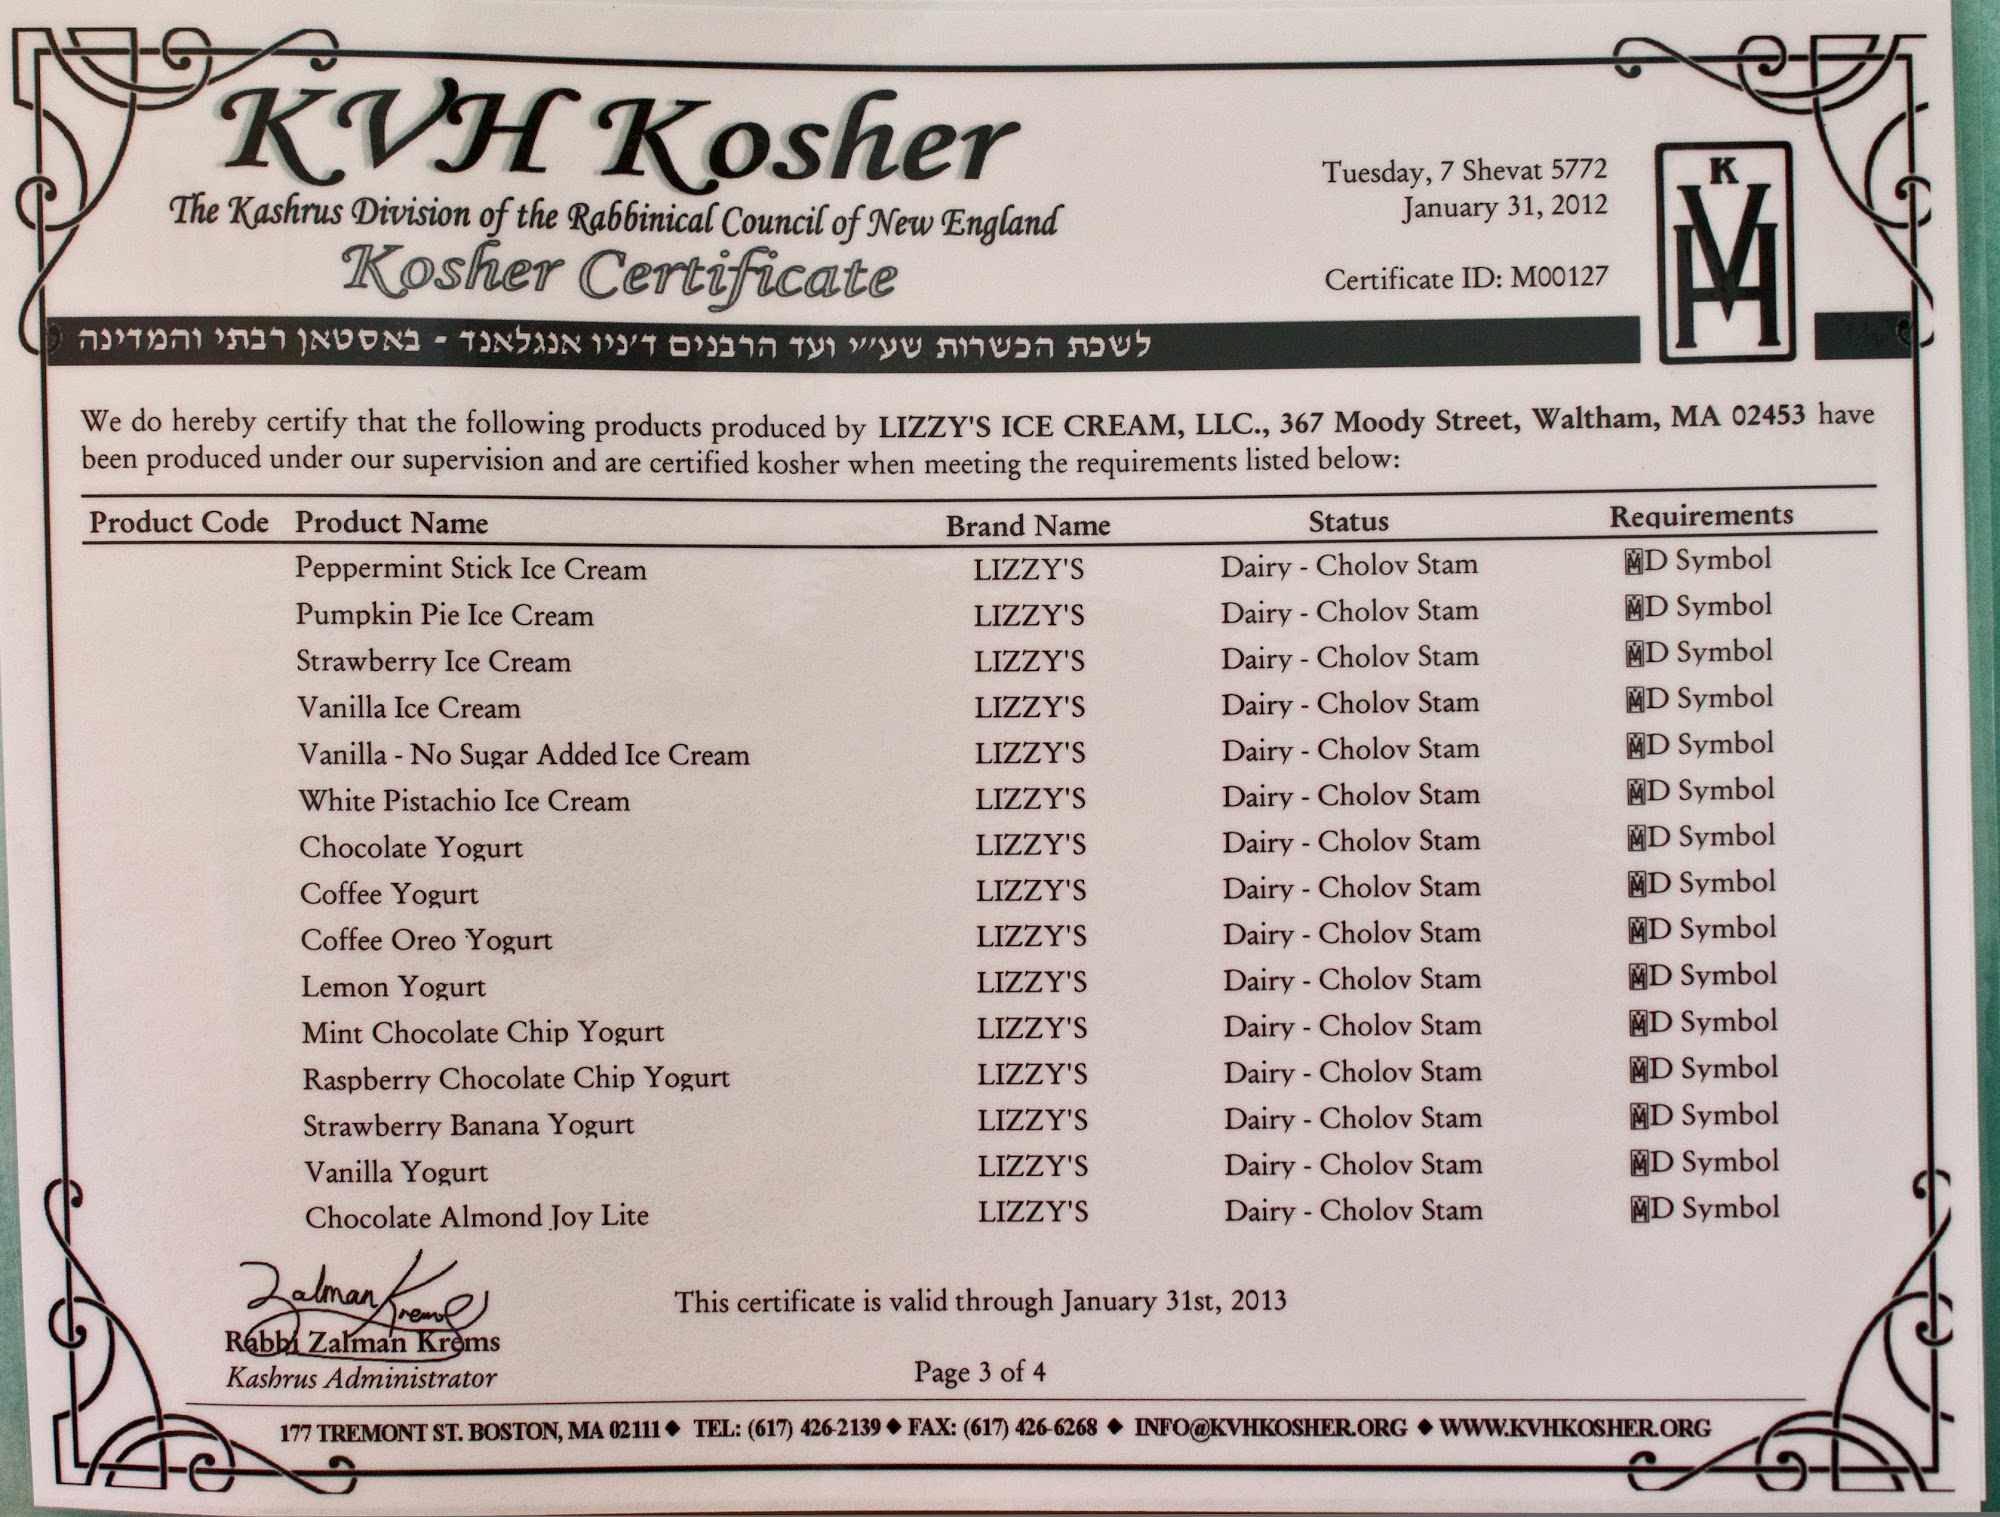 KVH Kosher
The Kashrus Division of the Rabbinical Council of New England
Kosher Certificate
Tuesday, 7 Shevat 5772
January 31, 2012
Certificate ID: M00127
K
V
H
לשכת הכשרות שע״י ועד הרבנים ד׳ניו אנגלאנד - באסטאן רבתי והמדינה
We do hereby certify that the following products produced by LIZZY'S ICE CREAM, LLC., 367 Moody Street, Waltham, MA 02453 have
been produced under our supervision and are certified kosher when meeting the requirements listed below:
Product Code Product Name Brand Name Status Requirements
Peppermint Stick Ice Cream LIZZY'S Dairy - Cholov Stam D Symbol
Pumpkin Pie Ice Cream LIZZY'S Dairy - Cholov Stam D Symbol
Strawberry Ice Cream LIZZY'S Dairy - Cholov Stam D Symbol
Vanilla Ice Cream LIZZY'S Dairy - Cholov Stam D Symbol
Vanilla - No Sugar Added Ice Cream LIZZY'S Dairy - Cholov Stam D Symbol
White Pistachio Ice Cream LIZZY'S Dairy - Cholov Stam D Symbol
Chocolate Yogurt LIZZY'S Dairy - Cholov Stam D Symbol
Coffee Yogurt LIZZY'S Dairy - Cholov Stam D Symbol
Coffee Oreo Yogurt LIZZY'S Dairy - Cholov Stam D Symbol
Lemon Yogurt LIZZY'S Dairy - Cholov Stam D Symbol
Mint Chocolate Chip Yogurt LIZZY'S Dairy - Cholov Stam D Symbol
Raspberry Chocolate Chip Yogurt LIZZY'S Dairy - Cholov Stam D Symbol
Strawberry Banana Yogurt LIZZY'S Dairy - Cholov Stam D Symbol
Vanilla Yogurt LIZZY'S Dairy - Cholov Stam D Symbol
Chocolate Almond Joy Lite LIZZY'S Dairy - Cholov Stam D Symbol
Zalman Krems
Rabbi Zalman Krems
Kashrus Administrator
This certificate is valid through January 31st, 2013
Page 3 of 4
177 TREMONT ST. BOSTON, MA 02111◆ TEL: (617) 426-2139 ◆ FAX: (617) 426-6268 ◆ INFO@KVHKOSHER.ORG ◆ WWW.KVHKOSHER.ORG